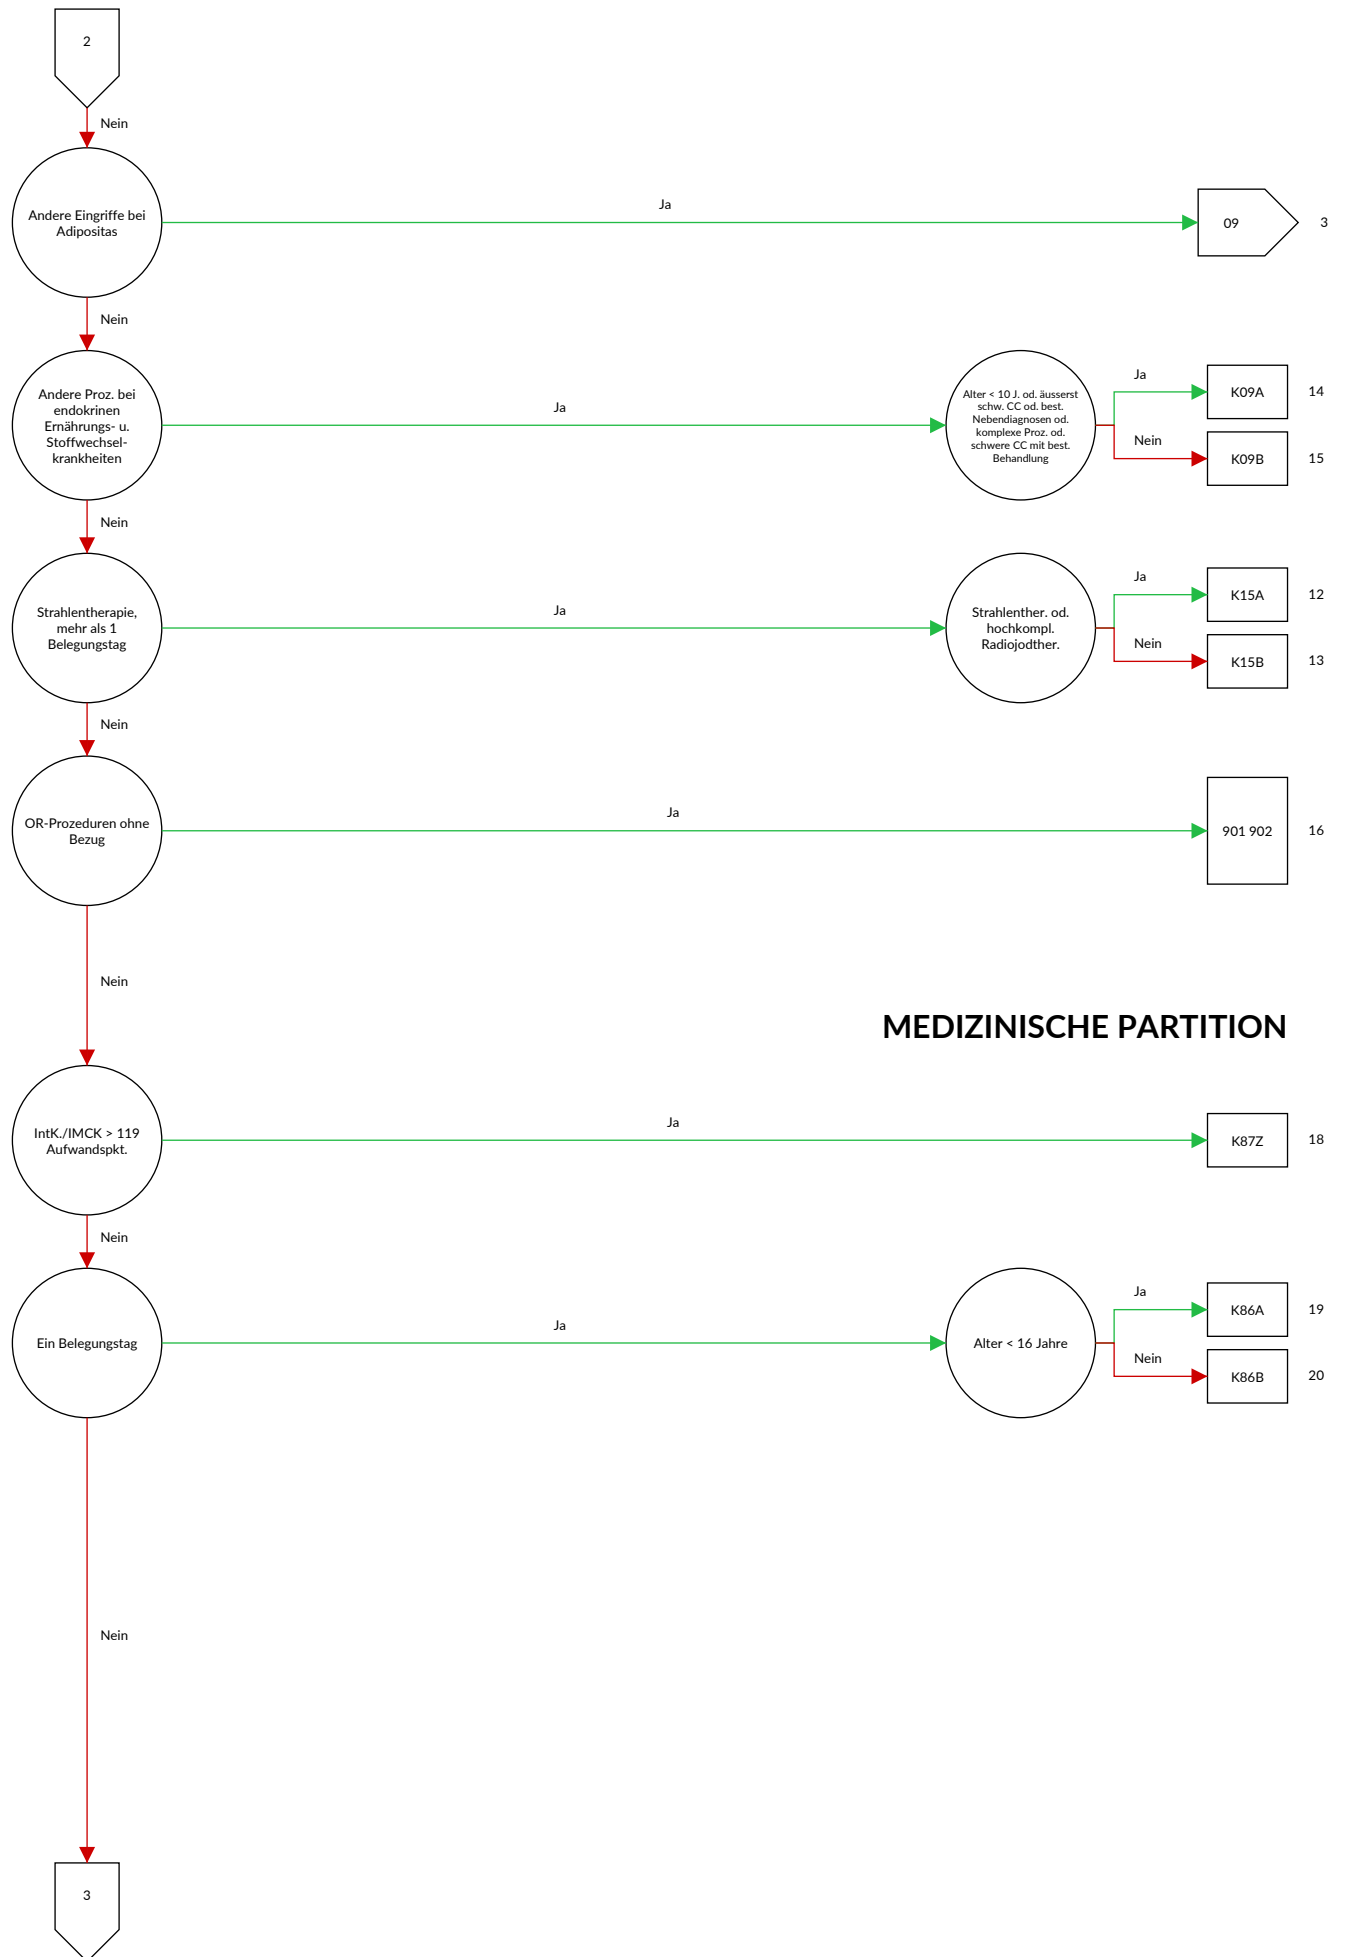 2
Nein
Andere Eingriffe bei
Adipositas
Ja
09
3
Nein
Andere Proz. bei
endokrinen
Ernährungs- u.
Stoffwechsel-
krankheiten
Ja
Alter < 10 J. od. äusserst
schw. CC od. best.
Nebendiagnosen od.
komplexe Proz. od.
schwere CC mit best.
Behandlung
Ja
K09A
14
Nein
K09B
15
Nein
Strahlentherapie,
mehr als 1
Belegungstag
Ja
Strahlenther. od.
hochkompl.
Radiojodther.
Ja
K15A
12
Nein
K15B
13
Nein
OR-Prozeduren ohne
Bezug
Ja
901 902
16
Nein
MEDIZINISCHE PARTITION
IntK./IMCK > 119
Aufwandspkt.
Ja
K87Z
18
Nein
Ein Belegungstag
Ja
Alter < 16 Jahre
Ja
K86A
19
Nein
K86B
20
Nein
3